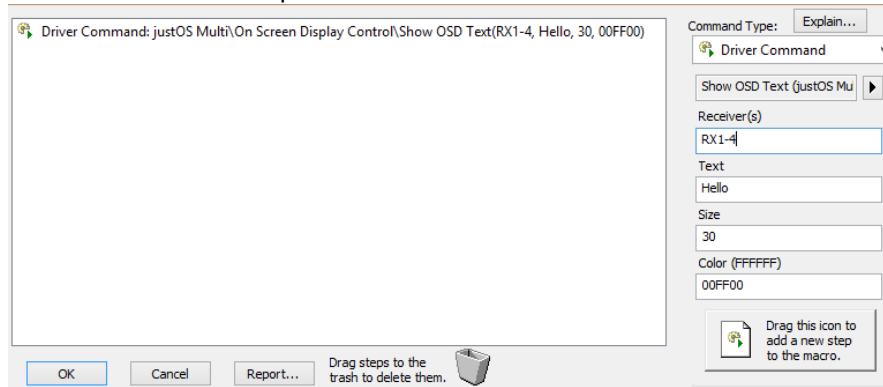 Driver Command: justOS Multi\On Screen Display Control\Show OSD Text(RX1-4, Hello, 30, 00FF00)
Command Type:
Explain...
Driver Command
Show OSD Text (justOS Mul
Receiver(s)
RX1-4
Text
Hello
Size
30
Color (FFFFFF)
00FF00
Drag this icon to
add a new step
to the macro.
OK
Cancel
Report...
Drag steps to the
trash to delete them.